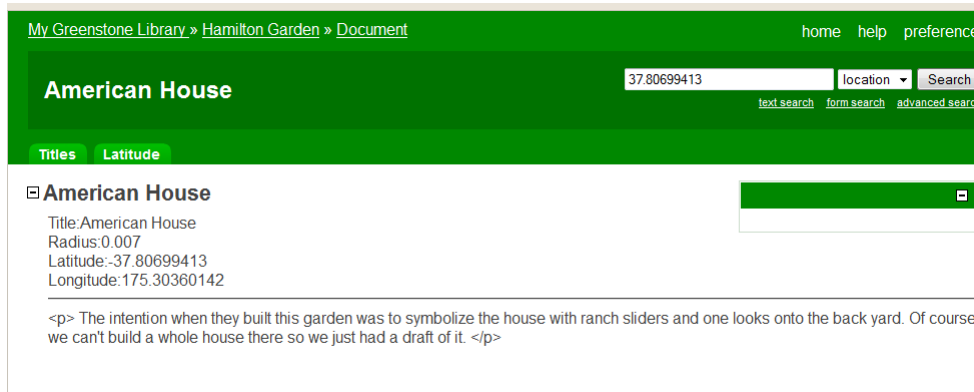 My Greenstone Library » Hamilton Garden » Document
home help preference
American House
37.80699413 location Search
text search form search advanced searc
Titles Latitude
American House
Title:American House
Radius:0.007
Latitude:-37.80699413
Longitude:175.30360142
<p> The intention when they built this garden was to symbolize the house with ranch sliders and one looks onto the back yard. Of course
we can't build a whole house there so we just had a draft of it. </p>